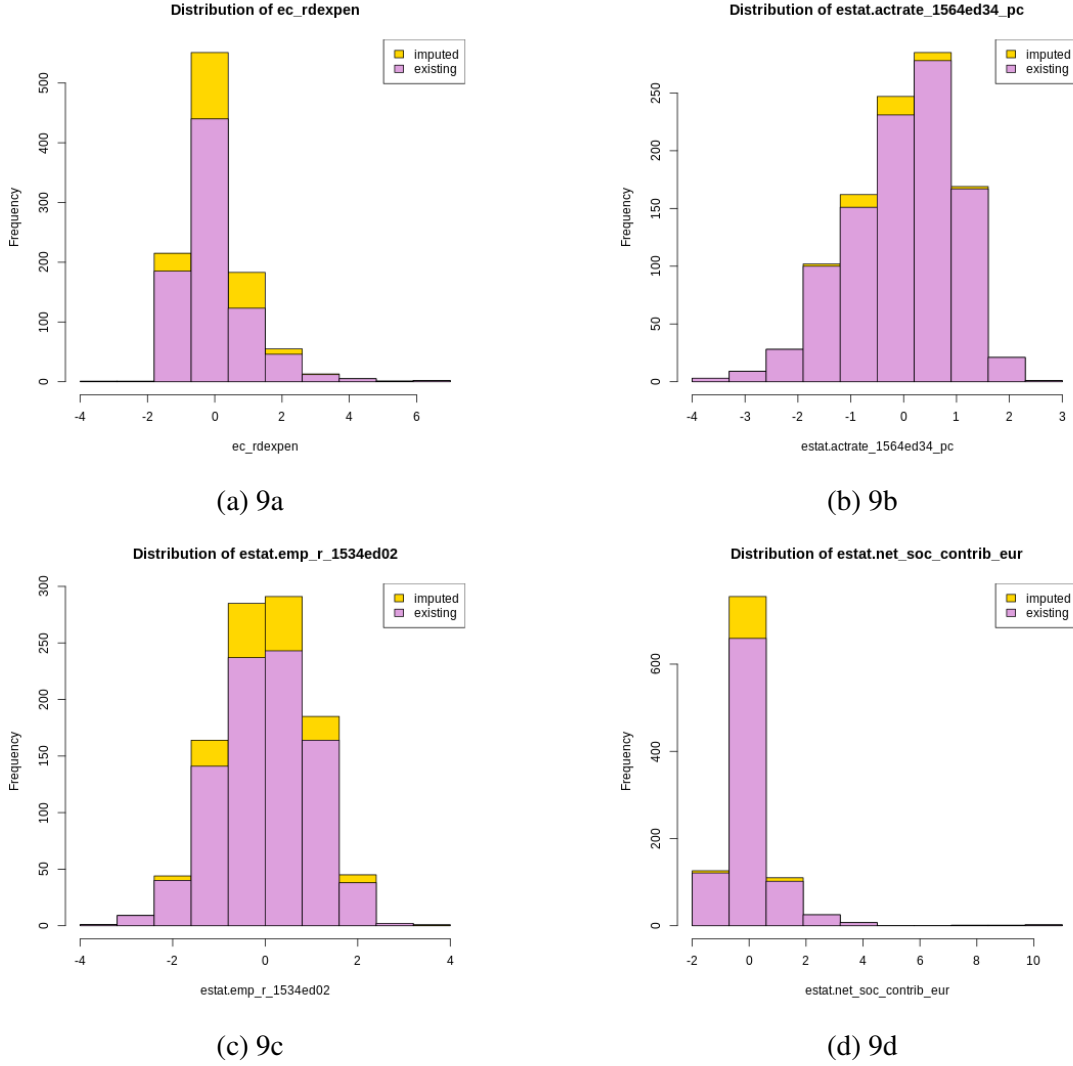 Distribution of ec_rdexpen
imputed
existing
Frequency
0
100
200
300
400
500
-4 -2 0 2 4 6
ec_rdexpen
(a) 9a
Distribution of estat.actrate_1564ed34_pc
imputed
existing
Frequency
0
50
100
150
200
250
-4 -3 -2 -1 0 1 2 3
estat.actrate_1564ed34_pc
(b) 9b
Distribution of estat.emp_r_1534ed02
imputed
existing
Frequency
0
50
100
150
200
250
300
-4 -2 0 2 4
estat.emp_r_1534ed02
(c) 9c
Distribution of estat.net_soc_contrib_eur
imputed
existing
Frequency
0
200
400
600
-2 0 2 4 6 8 10
estat.net_soc_contrib_eur
(d) 9d